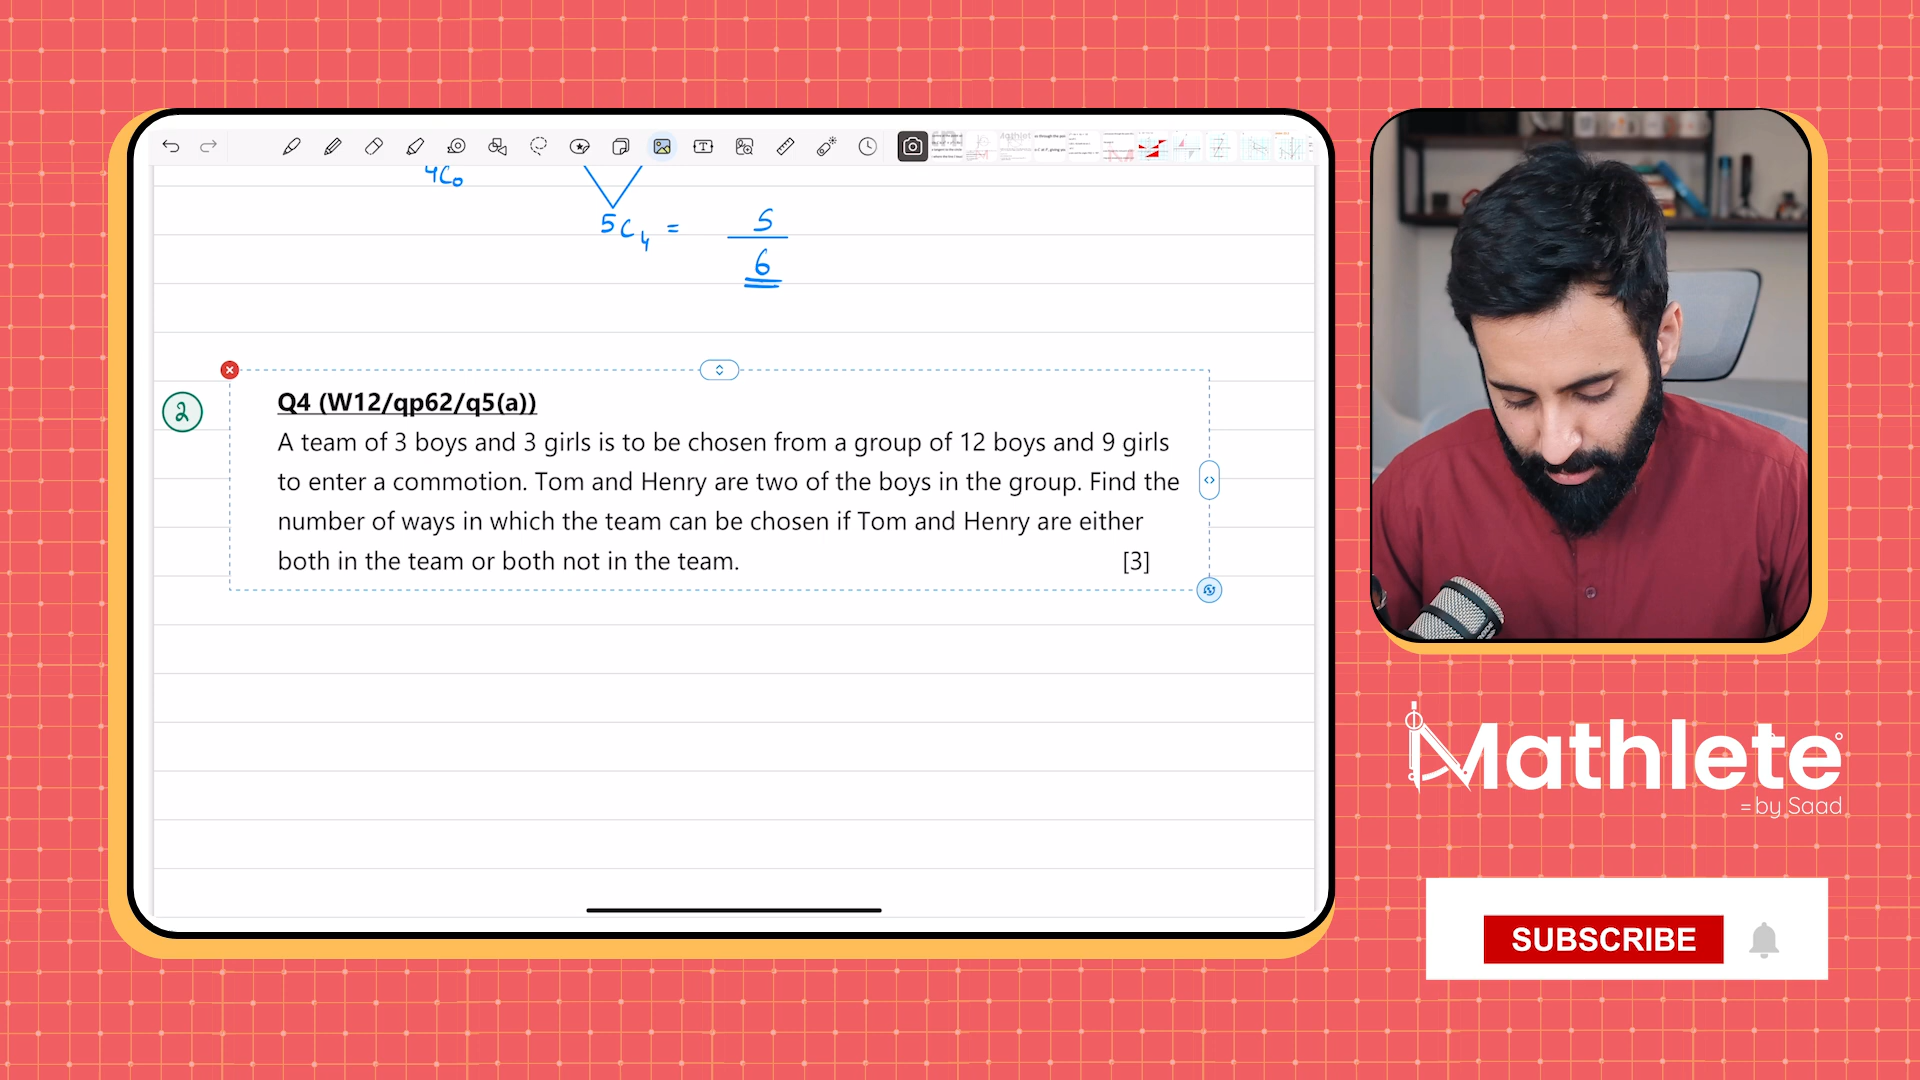 4C0
5C4 =
5
6
2
Q4 (W12/qp62/q5(a))
A team of 3 boys and 3 girls is to be chosen from a group of 12 boys and 9 girls
to enter a commotion. Tom and Henry are two of the boys in the group. Find the
number of ways in which the team can be chosen if Tom and Henry are either
both in the team or both not in the team. [3]
Mathlete
= by Saad
SUBSCRIBE